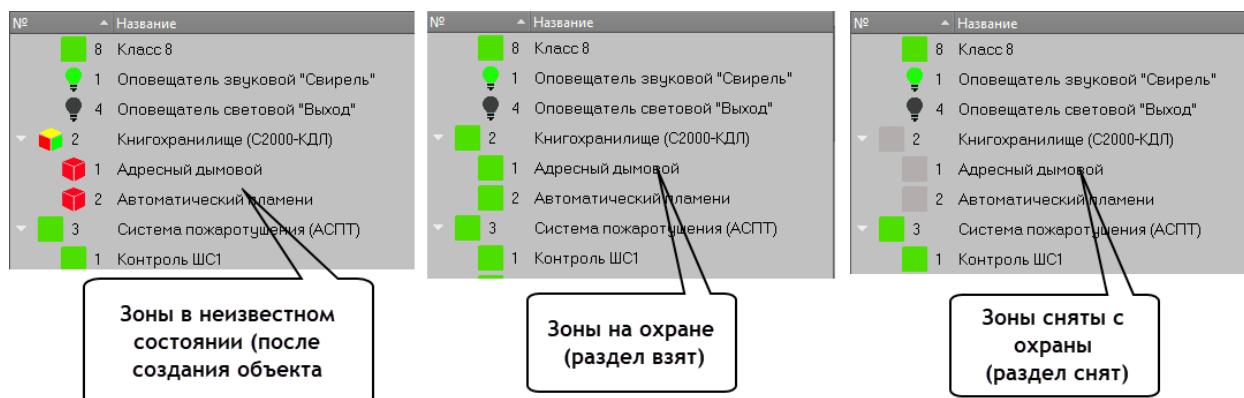 № Название
8 Класс 8
1 Оповещатель звуковой "Свирель"
4 Оповещатель световой "Выход"
2 Книгохранилище (С2000-КДЛ)
1 Адресный дымовой
2 Автоматический пламени
3 Система пожаротушения (АСПТ)
1 Контроль ШС1
Зоны в неизвестном
состоянии (после
создания объекта
№ Название
8 Класс 8
1 Оповещатель звуковой "Свирель"
4 Оповещатель световой "Выход"
2 Книгохранилище (С2000-КДЛ)
1 Адресный дымовой
2 Автоматический пламени
3 Система пожаротушения (АСПТ)
1 Контроль ШС1
Зоны на охране
(раздел взят)
№ Название
8 Класс 8
1 Оповещатель звуковой "Свирель"
4 Оповещатель световой "Выход"
2 Книгохранилище (С2000-КДЛ)
1 Адресный дымовой
2 Автоматический пламени
3 Система пожаротушения (АСПТ)
1 Контроль ШС1
Зоны сняты с
охраны
(раздел снят)